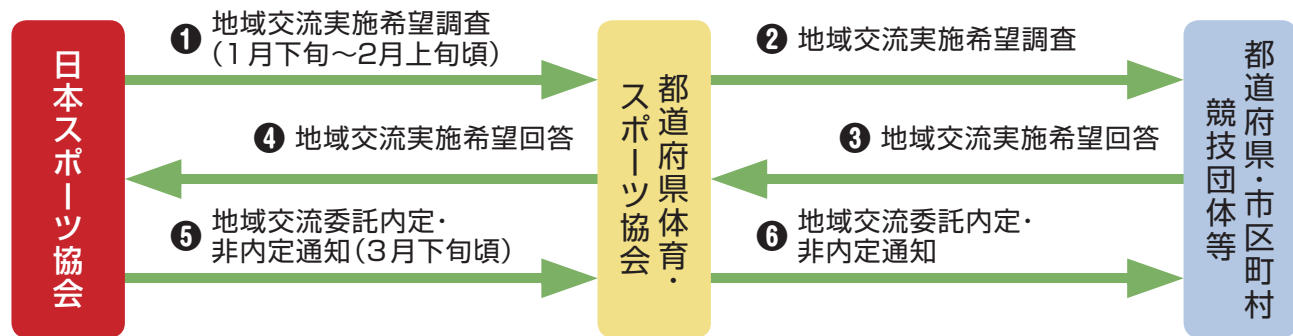 日本スポーツ協会
❶ 地域交流実施希望調査
(1月下旬〜2月上旬頃)
❹ 地域交流実施希望回答
❺ 地域交流委託内定・
非内定通知(3月下旬頃)
都道府県体育・
スポーツ協会
❷ 地域交流実施希望調査
❸ 地域交流実施希望回答
❻ 地域交流委託内定・
非内定通知
都道府県・市区町村
競技団体等